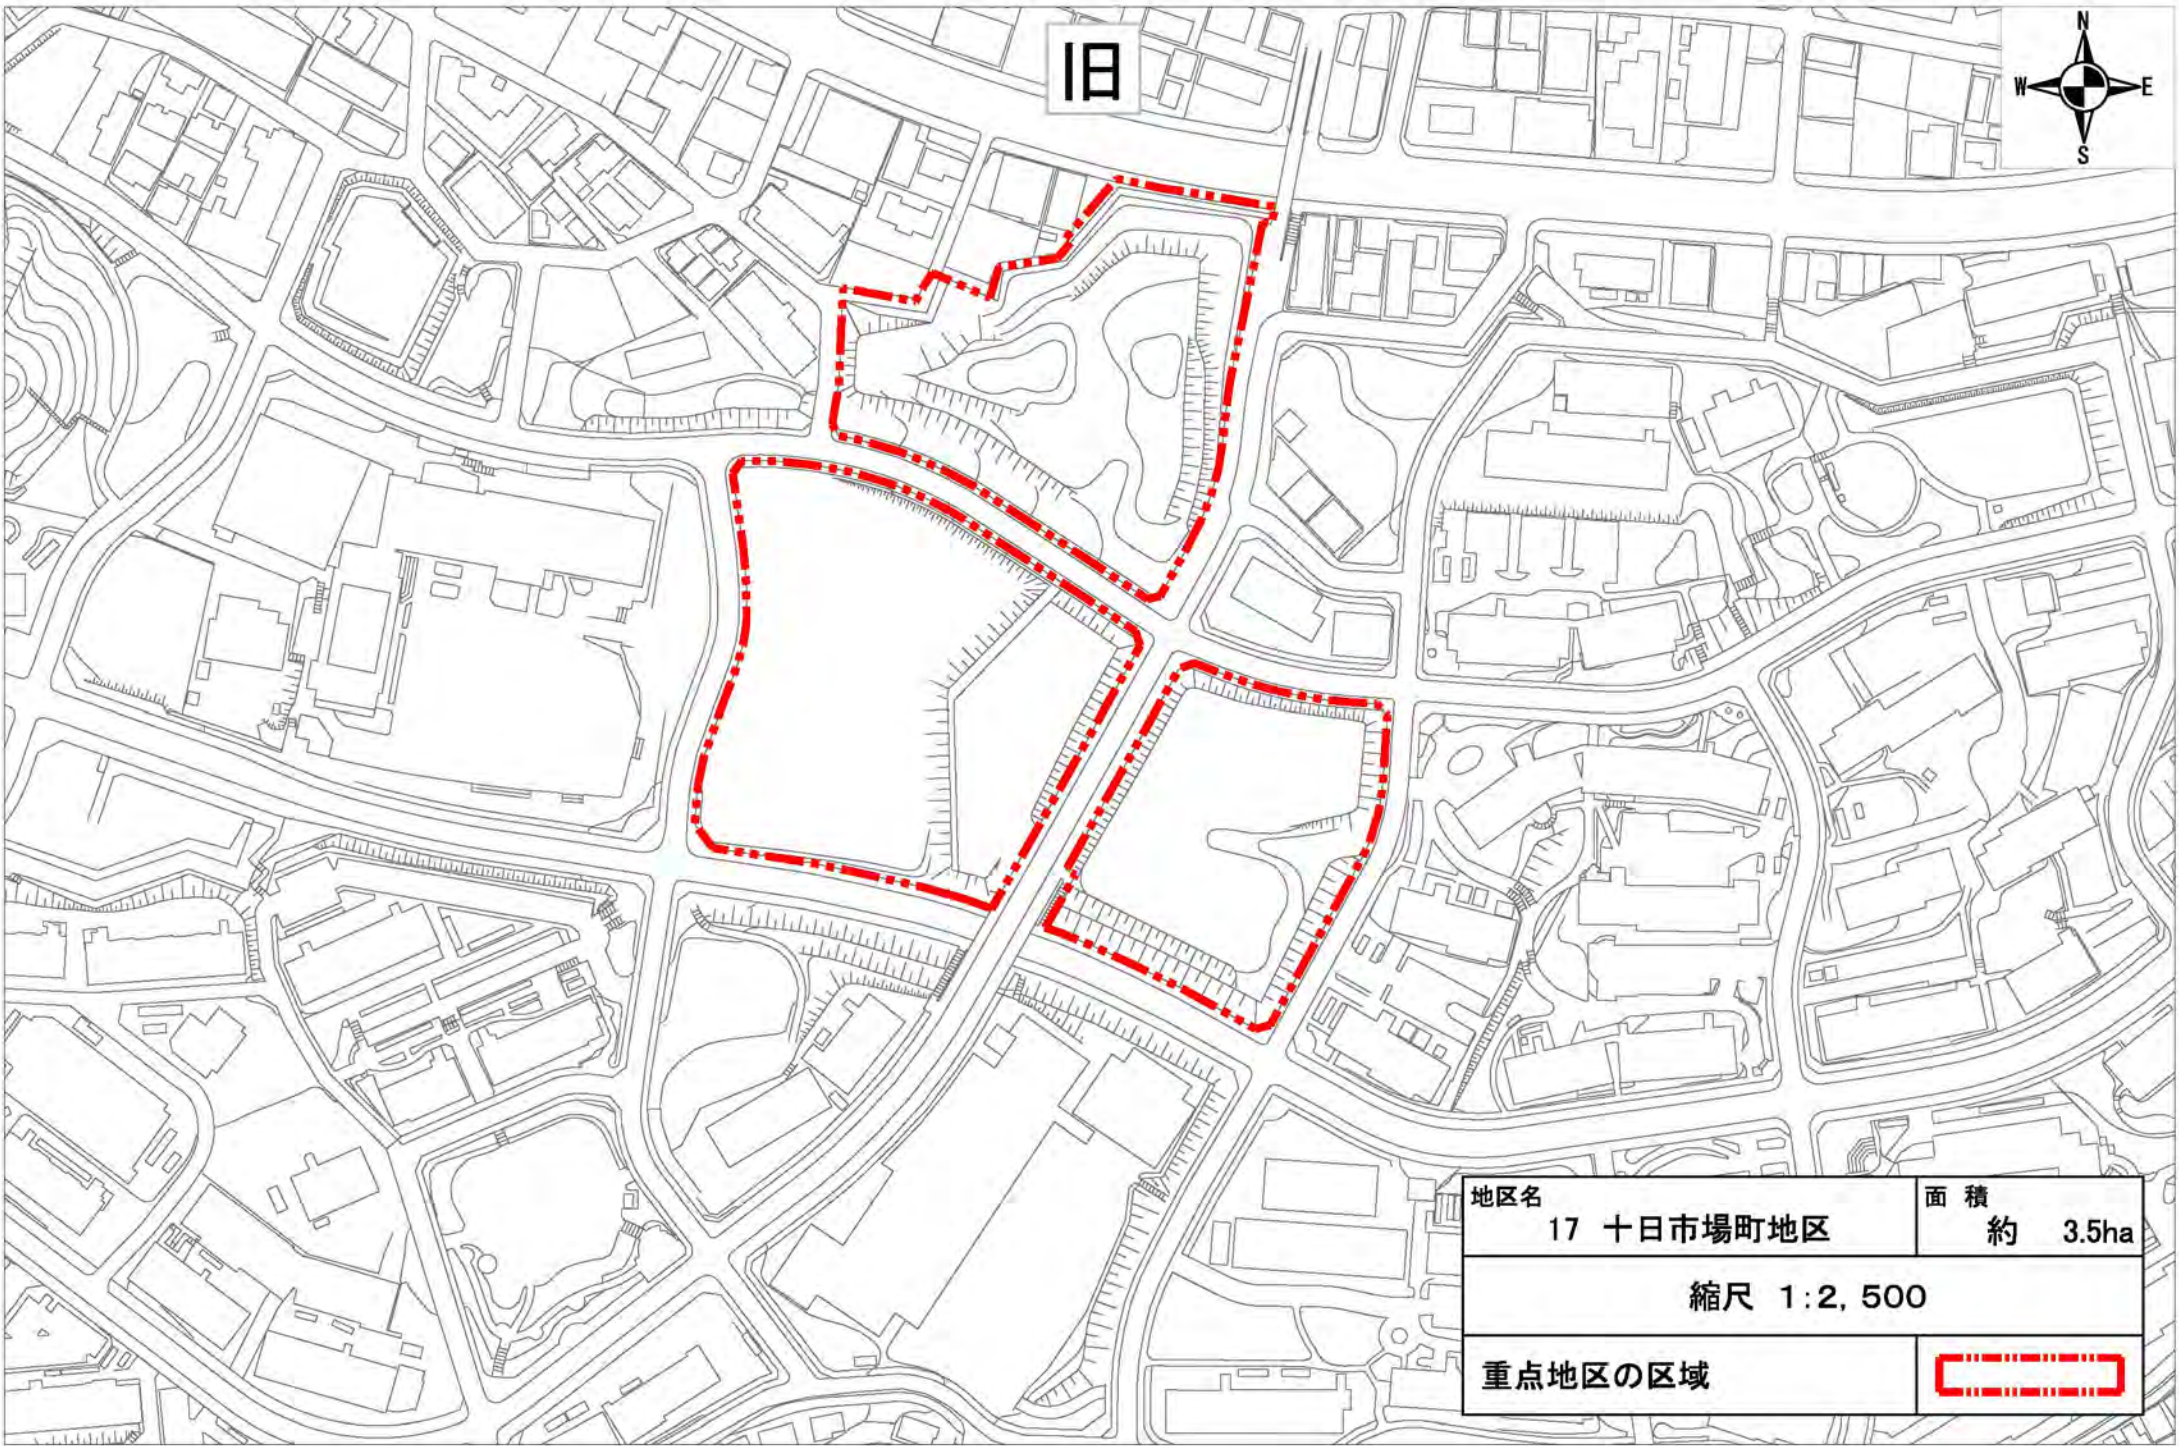 旧
N
W E
S
地区名
17 十日市場町地区
面 積
約 3.5ha
縮尺 1:2,500
重点地区の区域